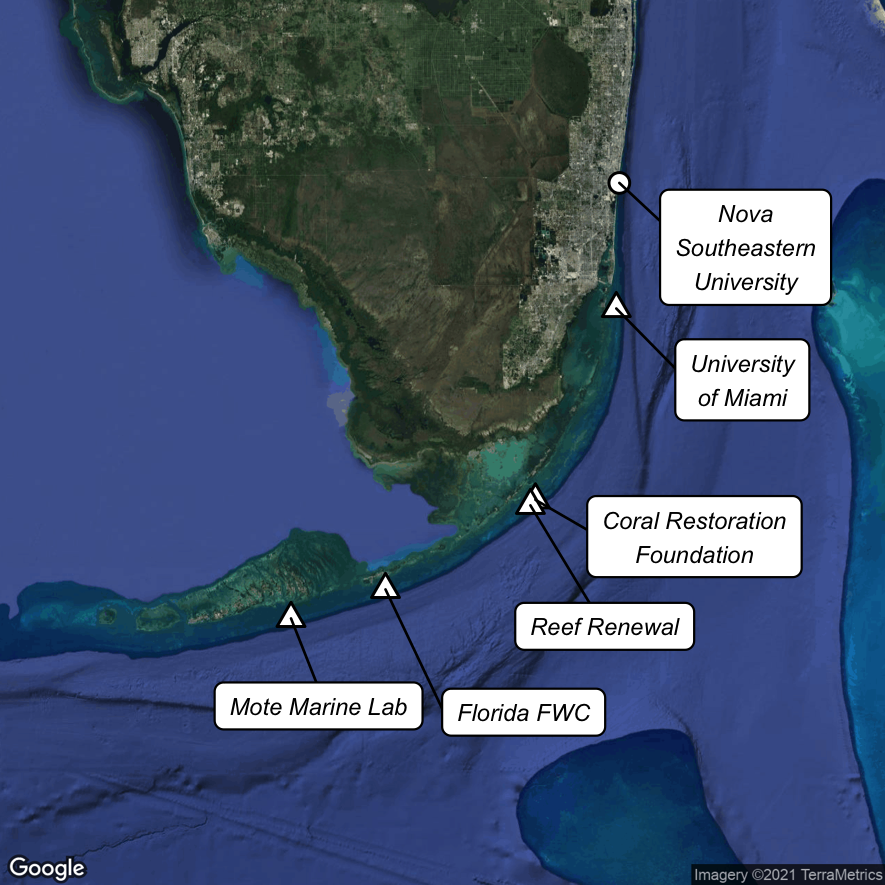 Nova
Southeastern
University
University
of Miami
Coral Restoration
Foundation
Reef Renewal
Mote Marine Lab
Florida FWC
Google
Imagery ©2021 TerraMetrics